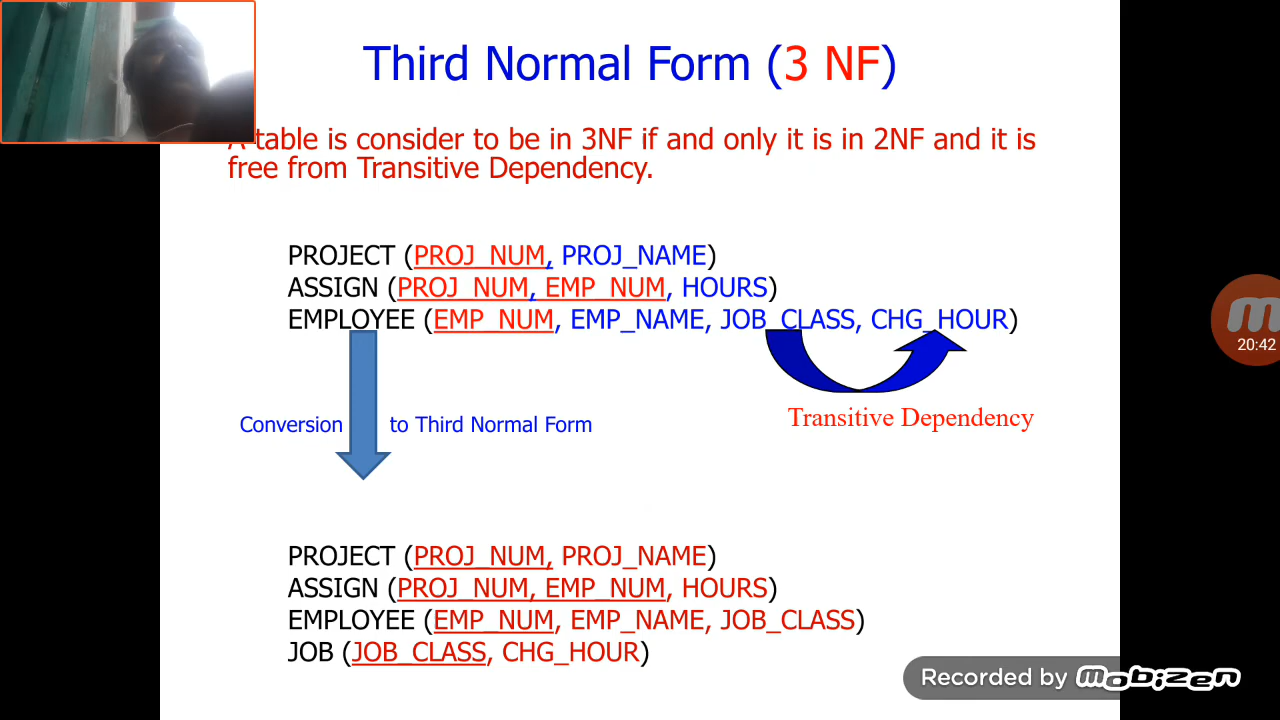 Third Normal Form (3 NF)
A table is consider to be in 3NF if and only it is in 2NF and it is
free from Transitive Dependency.
PROJECT (PROJ_NUM, PROJ_NAME)
ASSIGN (PROJ_NUM, EMP_NUM, HOURS)
EMPLOYEE (EMP_NUM, EMP_NAME, JOB_CLASS, CHG_HOUR)
20:42
Transitive Dependency
Conversion to Third Normal Form
PROJECT (PROJ_NUM, PROJ_NAME)
ASSIGN (PROJ_NUM, EMP_NUM, HOURS)
EMPLOYEE (EMP_NUM, EMP_NAME, JOB_CLASS)
JOB (JOB_CLASS, CHG_HOUR)
Recorded by mobizen